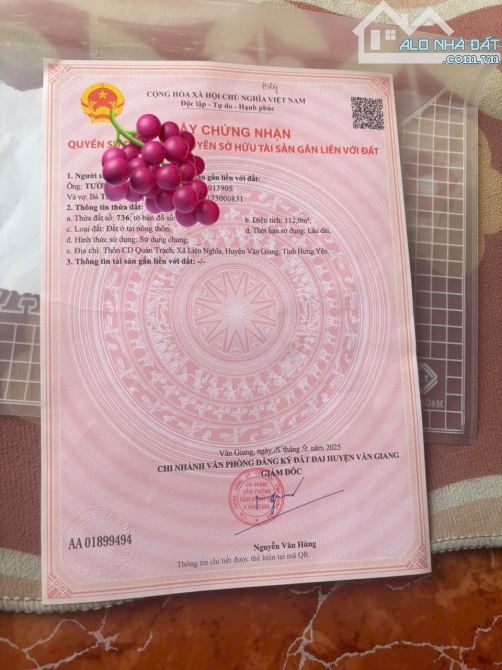 ALO NHÀ ĐẤT
.com.vn
CỘNG HÒA XÃ HỘI CHỦ NGHĨA VIỆT NAM
Độc lập - Tự do - Hạnh phúc
GIẤY CHỨNG NHẬN
QUYỀN SỞ HỮU TÀI SẢN GẮN LIỀN VỚI ĐẤT
1. Người gắn liền với đất:
Ông: 013905
Và vợ: Bà 173000831
2. Thông tin thửa đất:
a. Thửa đất số: 736, tờ bản đồ số: b. Diện tích: 112,0m²,
c. Loại đất: Đất ở tại nông thôn, d. Thời hạn sử dụng: Lâu dài,
đ. Hình thức sử dụng: Sử dụng chung,
e. Địa chỉ: Thôn CD Quán Trạch, Xã Liên Nghĩa, Huyện Văn Giang, Tỉnh Hưng Yên.
3. Thông tin tài sản gắn liền với đất: -/-
Văn Giang, ngày tháng năm 2025
CHI NHÁNH VĂN PHÒNG ĐĂNG KÝ ĐẤT ĐAI HUYỆN VĂN GIANG
GIÁM ĐỐC
CHI NHÁNH
VĂN PHÒNG
Nguyễn Văn Hùng
AA 01899494
Thông tin chi tiết được thể hiện tại mã QR.